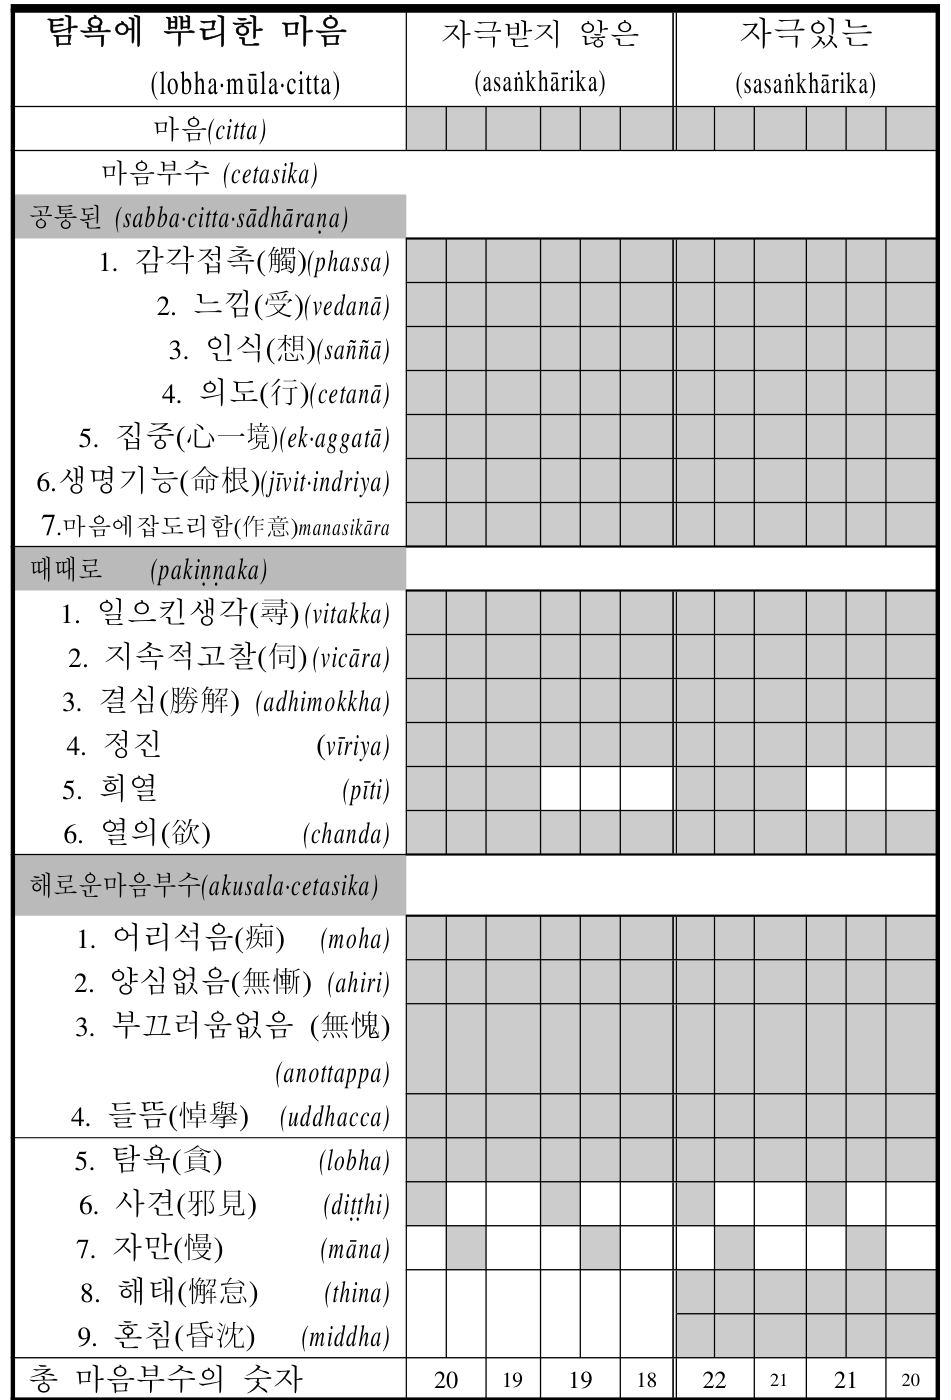 탐욕에 뿌리한 마음 자극받지 않은 자극있는
(lobha·mūla·citta) (asaṅkhārika) (sasaṅkhārika)
마음(citta)
마음부수 (cetasika)
공통된 (sabba·citta·sādhāraṇa)
1. 감각접촉(觸)(phassa)
2. 느낌(受)(vedanā)
3. 인식(想)(saññā)
4. 의도(行)(cetanā)
5. 집중(心一境)(ek·aggatā)
6.생명기능(命根)(jīvit·indriya)
7.마음에잡도리함(作意)manasikāra
때때로 (pakiṇṇaka)
1. 일으킨생각(尋)(vitakka)
2. 지속적고찰(伺)(vicāra)
3. 결심(勝解) (adhimokkha)
4. 정진 (vīriya)
5. 희열 (pīti)
6. 열의(欲) (chanda)
해로운마음부수(akusala·cetasika)
1. 어리석음(痴) (moha)
2. 양심없음(無慚) (ahiri)
3. 부끄러움없음 (無愧)
(anottappa)
4. 들뜸(悼擧) (uddhacca)
5. 탐욕(貪) (lobha)
6. 사견(邪見) (diṭṭhi)
7. 자만(慢) (māna)
8. 해태(懈怠) (thina)
9. 혼침(昏沈) (middha)
총 마음부수의 숫자 20 19 19 18 22 21 21 20